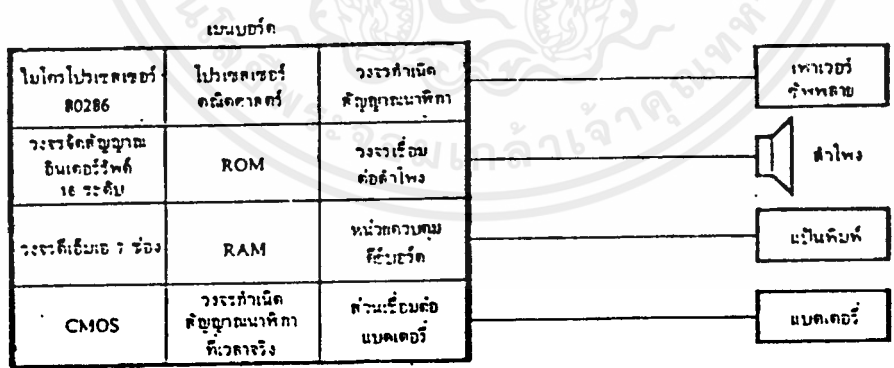 เมนบอร์ด
ไมโครโปรเซสเซอร์
80286
โปรเซสเซอร์
คณิตศาสตร์
วงจรกำเนิด
สัญญาณนาฬิกา
เพาเวอร์
ซัพพลาย
วงจรจัดสัญญาณ
อินเตอร์รัพต์
16 ระดับ
ROM
วงจรเชื่อม
ต่อลำโพง
ลำโพง
วงจรดีเอ็มเอ 7 ช่อง
RAM
หน่วยควบคุม
คีย์บอร์ด
แป้นพิมพ์
CMOS
วงจรกำเนิด
สัญญาณนาฬิกา
ที่เวลาจริง
ส่วนเชื่อมต่อ
แบตเตอรี่
แบตเตอรี่